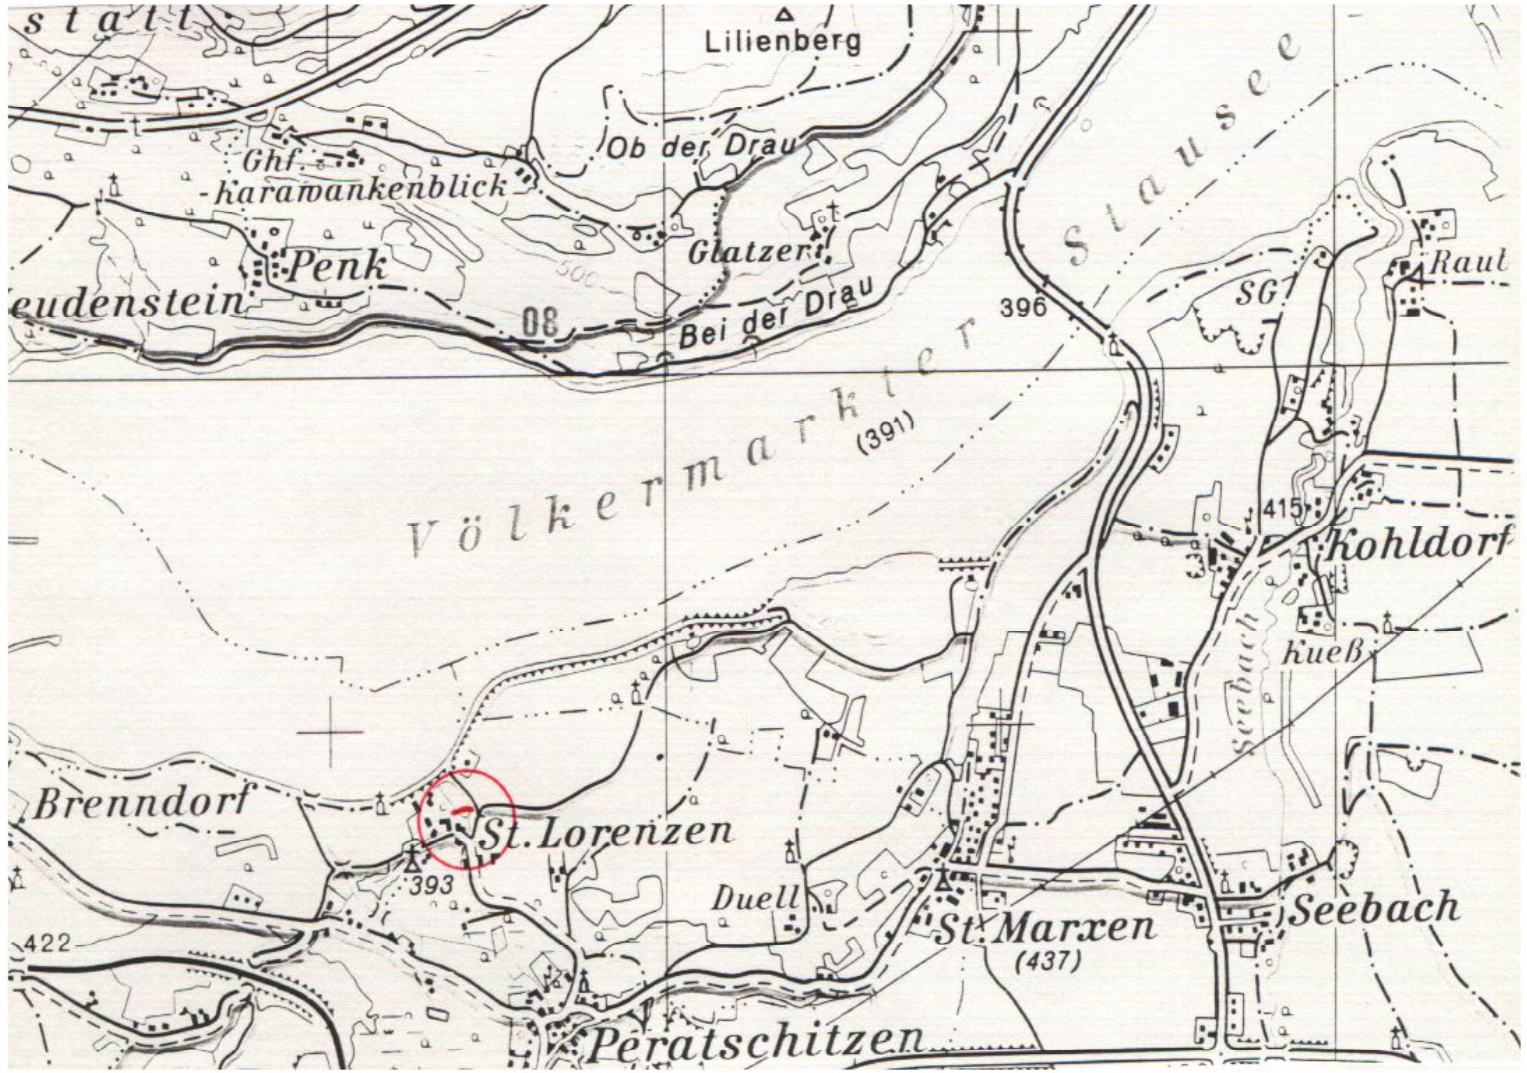 statt
Lilienberg
Ob der Drau
Stausee
Ghf.
-Karawankenblick
Glatzer
Raut
Penk
SG
eudenstein
08
500
Bei der Drau
396
Völkermarkter
(391)
415
Kohldorf
Seebach
Kueß
Brenndorf
St. Lorenzen
393
Duell
St. Marxen
(437)
Seebach
422
Peratschitzen